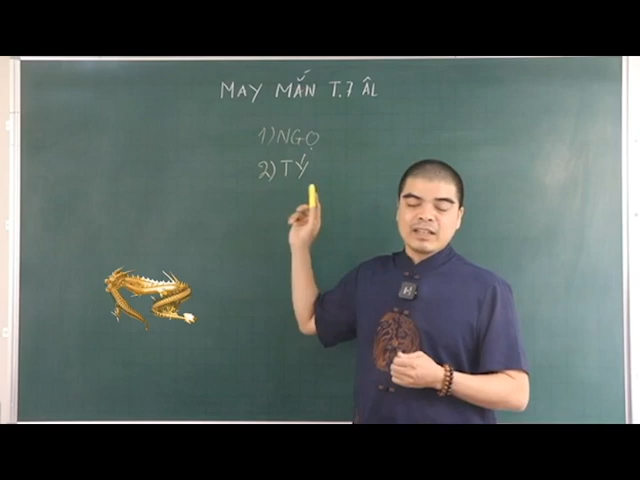 MAY MẮN T.7 ÂL
1) NGỌ
2) TÝ